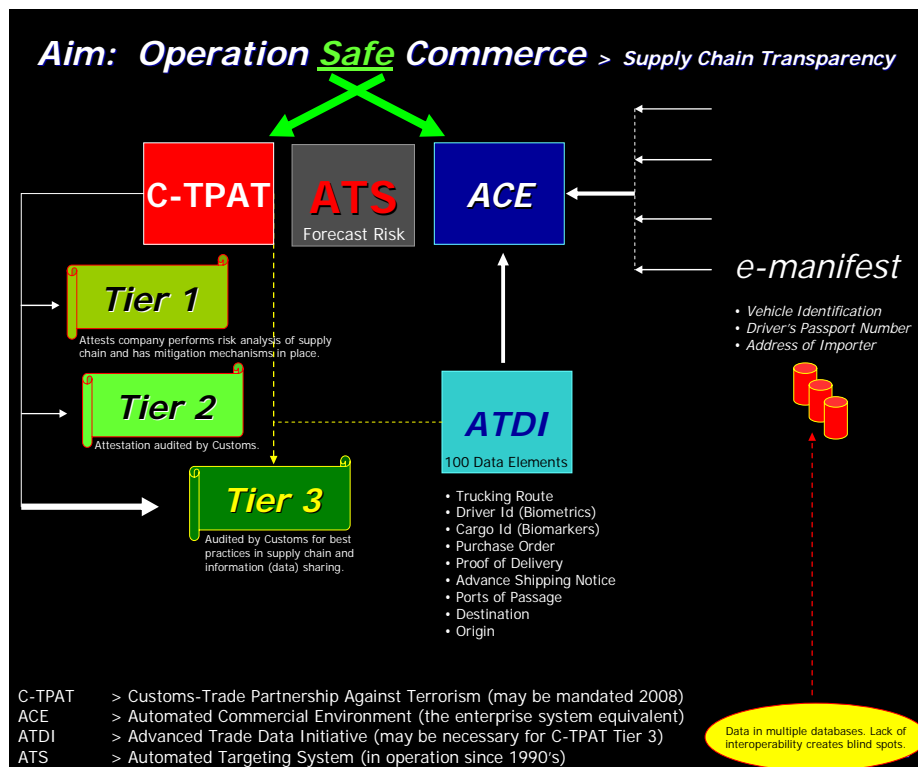 Aim: Operation Safe Commerce > Supply Chain Transparency
C-TPAT
ATS
Forecast Risk
ACE
e-manifest
• Vehicle Identification
• Driver's Passport Number
• Address of Importer
Tier 1
Attests company performs risk analysis of supply
chain and has mitigation mechanisms in place.
Tier 2
Attestation audited by Customs.
Tier 3
Audited by Customs for best
practices in supply chain and
information (data) sharing.
ATDI
100 Data Elements
• Trucking Route
• Driver Id (Biometrics)
• Cargo Id (Biomarkers)
• Purchase Order
• Proof of Delivery
• Advance Shipping Notice
• Ports of Passage
• Destination
• Origin
C-TPAT > Customs-Trade Partnership Against Terrorism (may be mandated 2008)
ACE > Automated Commercial Environment (the enterprise system equivalent)
ATDI > Advanced Trade Data Initiative (may be necessary for C-TPAT Tier 3)
ATS > Automated Targeting System (in operation since 1990's)
Data in multiple databases. Lack of
interoperability creates blind spots.